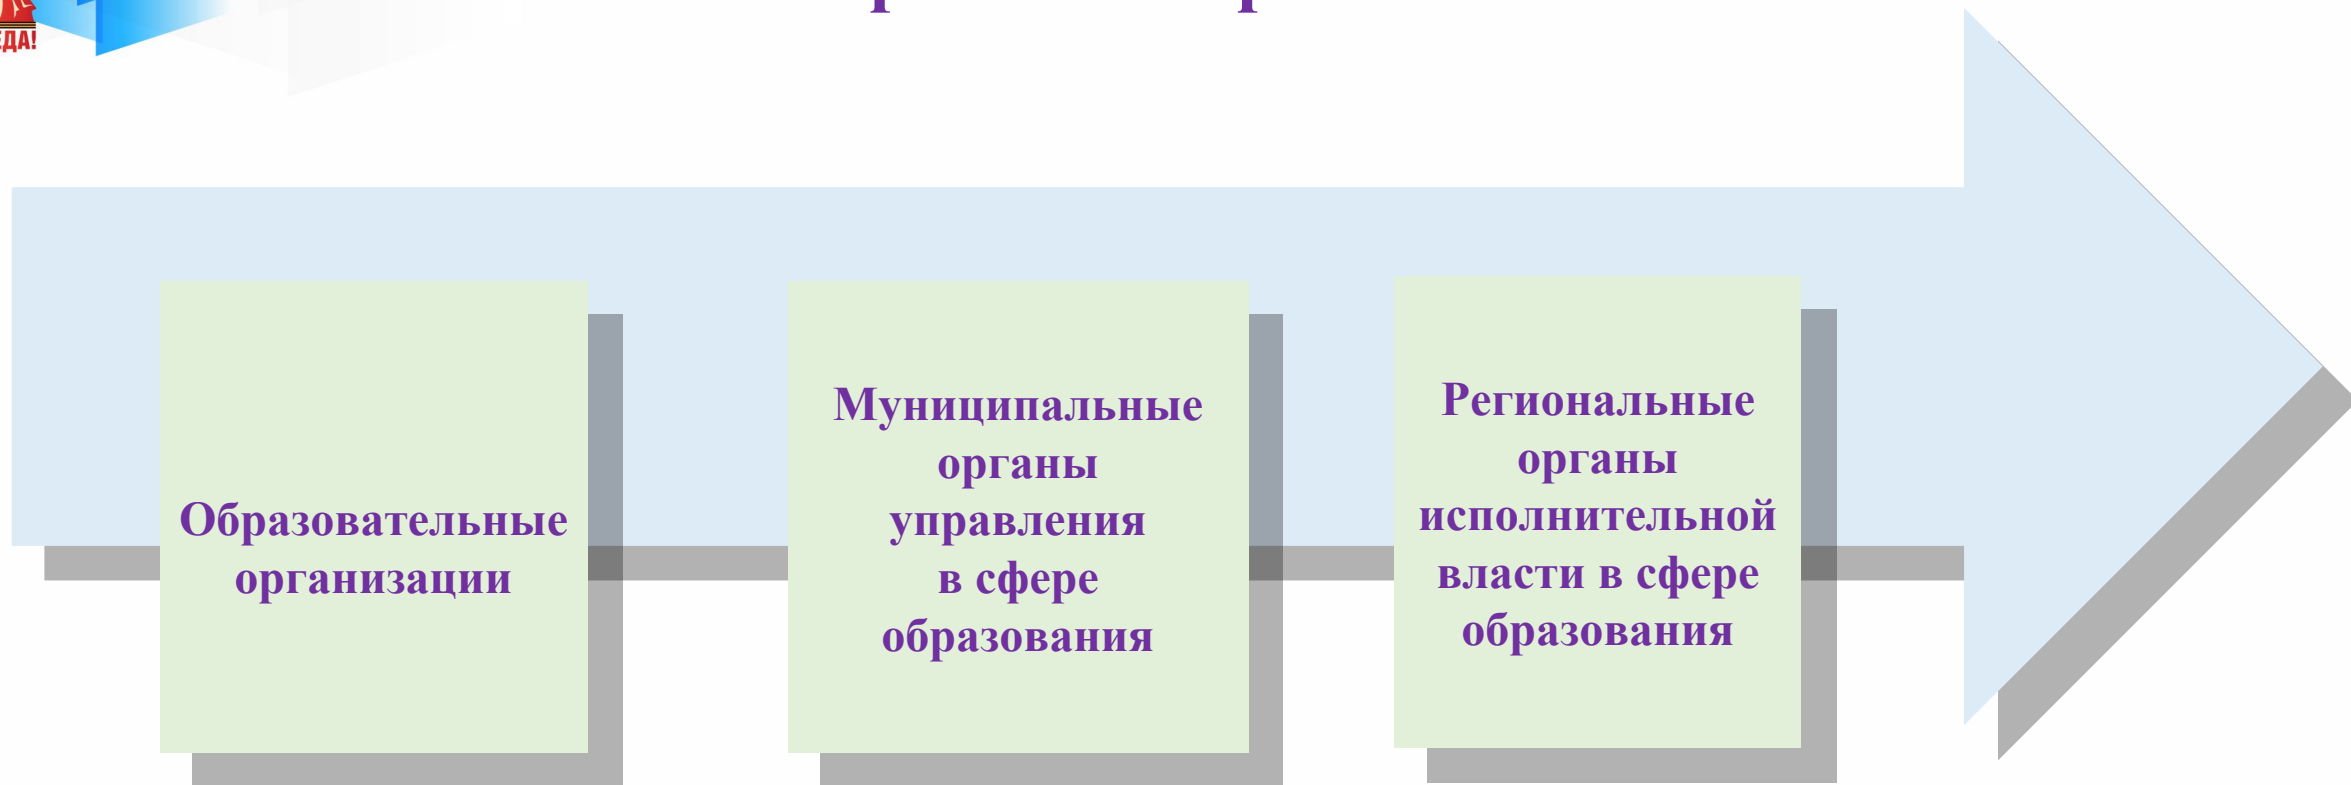 Образовательные
организации
Муниципальные
органы
управления
в сфере
образования
Региональные
органы
исполнительной
власти в сфере
образования